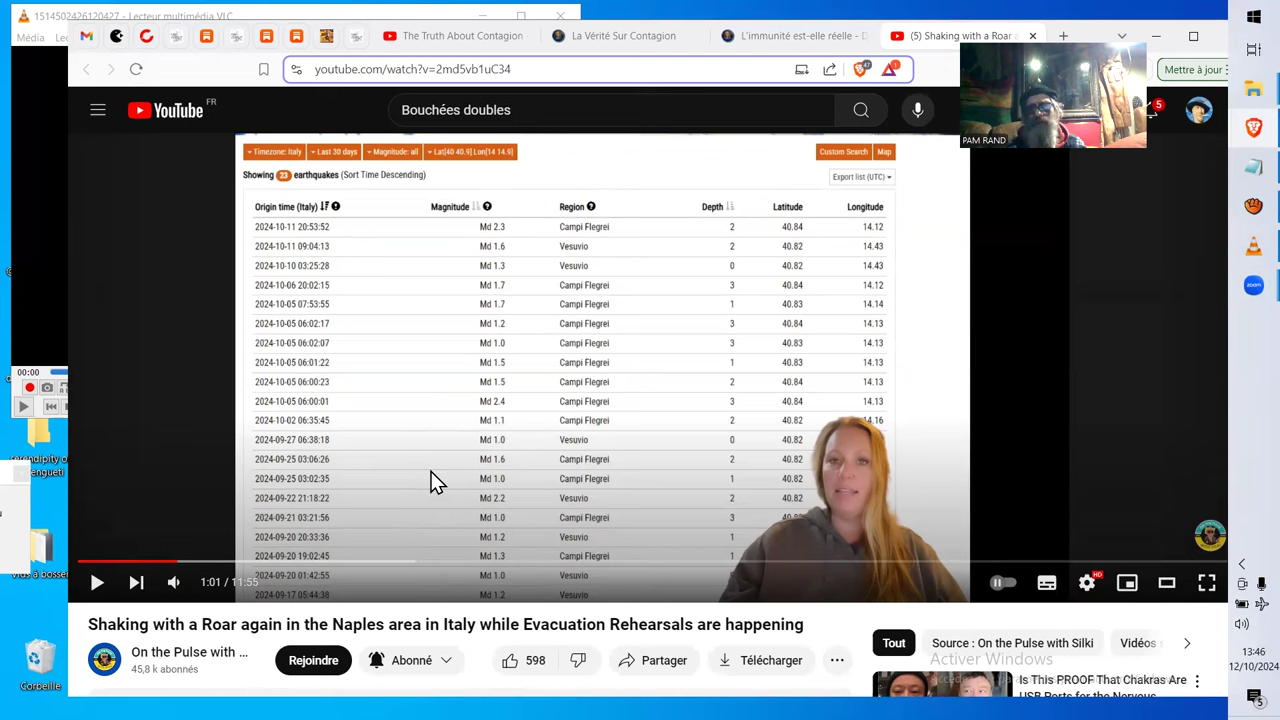 1514502426120427 - Lecteur multimédia VLC
Média
The Truth About Contagion
La Vérité Sur Contagion
L'immunité est-elle réelle - D
(5) Shaking with a Roar a
youtube.com/watch?v=2md5vb1uC34
47
1
Mettre à jour
YouTube FR
Bouchées doubles
5
PAM RAND
Timezone: Italy Last 30 days Magnitude: all Lat[40 40.9] Lon[14 14.9] Custom Search Map
Showing 23 earthquakes (Sort Time Descending) Export list (UTC)
Origin time (Italy) Magnitude Region Depth Latitude Longitude
2024-10-11 20:53:52 Md 2.3 Campi Flegrei 2 40.84 14.12
2024-10-11 09:04:13 Md 1.6 Vesuvio 2 40.82 14.43
2024-10-10 03:25:28 Md 1.3 Vesuvio 0 40.82 14.43
2024-10-06 20:02:15 Md 1.7 Campi Flegrei 3 40.84 14.12
2024-10-05 07:53:55 Md 1.7 Campi Flegrei 1 40.83 14.14
2024-10-05 06:02:17 Md 1.2 Campi Flegrei 3 40.84 14.13
2024-10-05 06:02:07 Md 1.0 Campi Flegrei 3 40.83 14.13
2024-10-05 06:01:22 Md 1.5 Campi Flegrei 1 40.83 14.13
2024-10-05 06:00:23 Md 1.5 Campi Flegrei 2 40.84 14.13
2024-10-05 06:00:01 Md 2.4 Campi Flegrei 3 40.84 14.13
2024-10-02 06:35:45 Md 1.1 Campi Flegrei 2 40.82 14.16
2024-09-27 06:38:18 Md 1.0 Vesuvio 0 40.82
2024-09-25 03:06:26 Md 1.6 Campi Flegrei 2 40.82
2024-09-25 03:02:35 Md 1.0 Campi Flegrei 1 40.82
2024-09-22 21:18:22 Md 2.2 Vesuvio 2 40.82
2024-09-21 03:21:56 Md 1.0 Campi Flegrei 3
2024-09-20 20:33:36 Md 1.2 Vesuvio 1
2024-09-20 19:02:45 Md 1.3 Campi Flegrei 1
2024-09-20 01:42:55 Md 1.0 Vesuvio
2024-09-17 05:44:38 Md 1.2 Vesuvio
00:00
serendipity o
engueti
vids à bosser
Corbeille
1:01 / 11:55
HD
Shaking with a Roar again in the Naples area in Italy while Evacuation Rehearsals are happening
On the Pulse with ...
45,8 k abonnés
Rejoindre
Abonné
598
Partager
Télécharger
Tout
Source : On the Pulse with Silki
Vidéos
Activer Windows
Is This PROOF That Chakras Are
USB Ports for the Nervous
zoom
13:46
12/10/2024
5